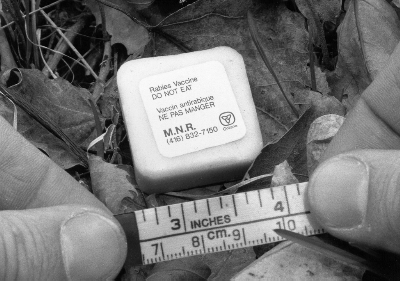 Rabies Vaccine
DO NOT EAT
Vaccin antirabique
NE PAS MANGER
M.N.R.
(416) 832-7150
3 INCHES 4
7 8 cm. 9 10